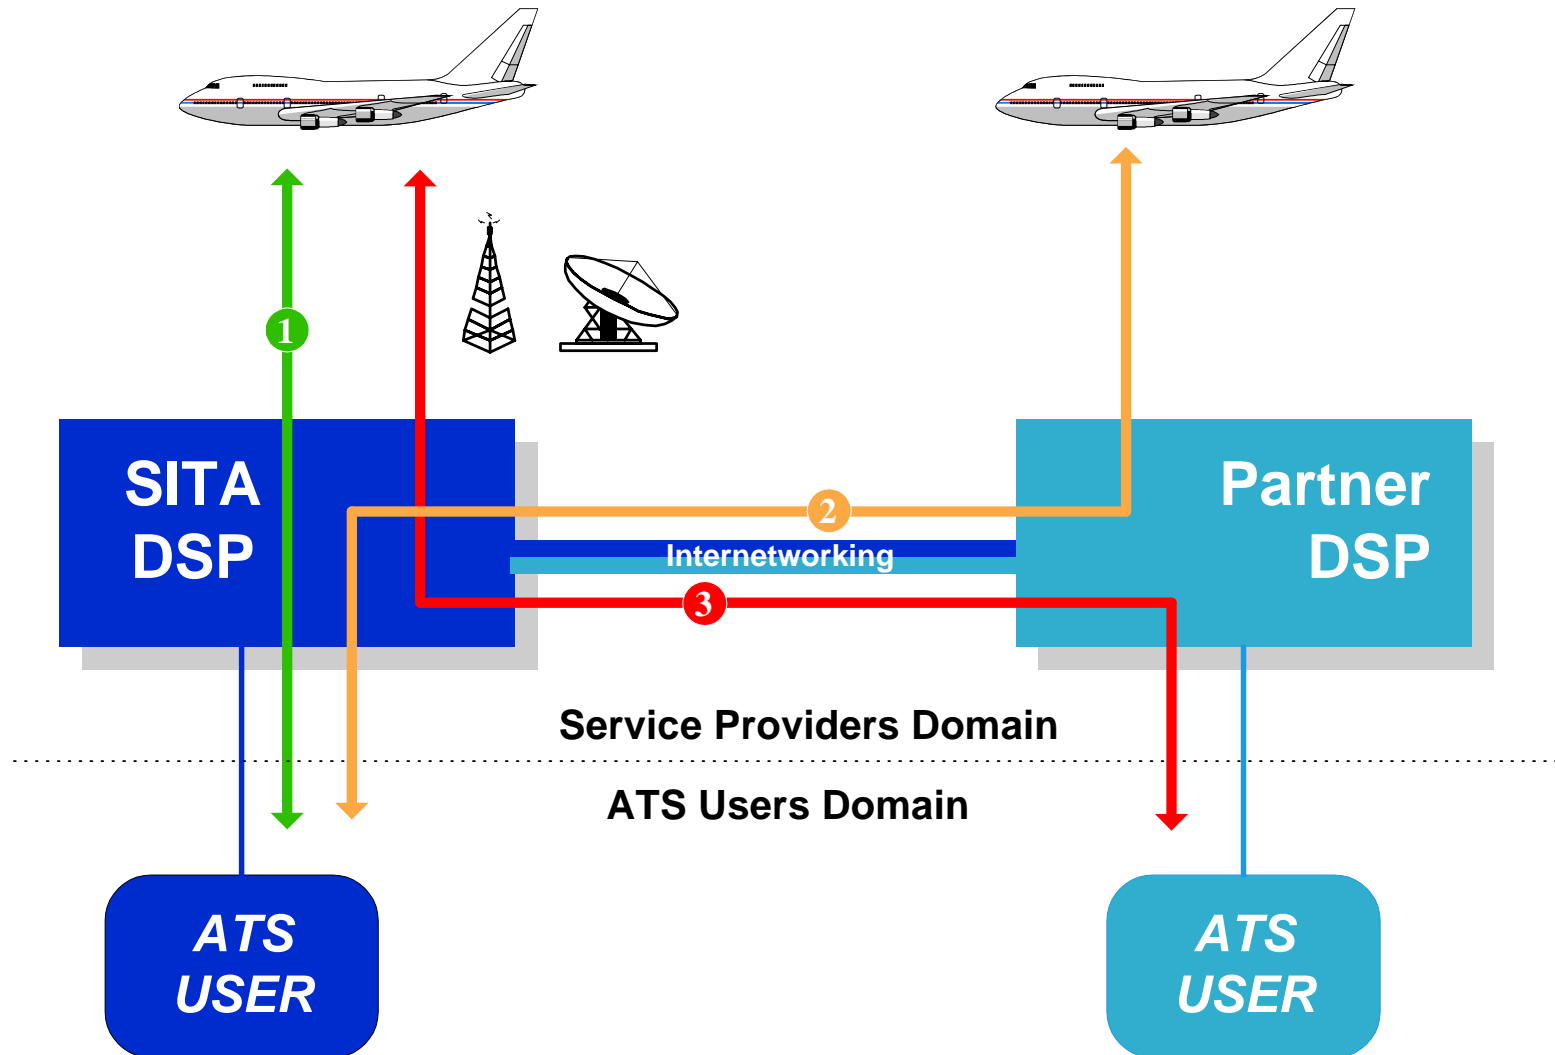 1
SITA
DSP
Partner
DSP
2
Internetworking
3
Service Providers Domain
ATS Users Domain
ATS
USER
ATS
USER